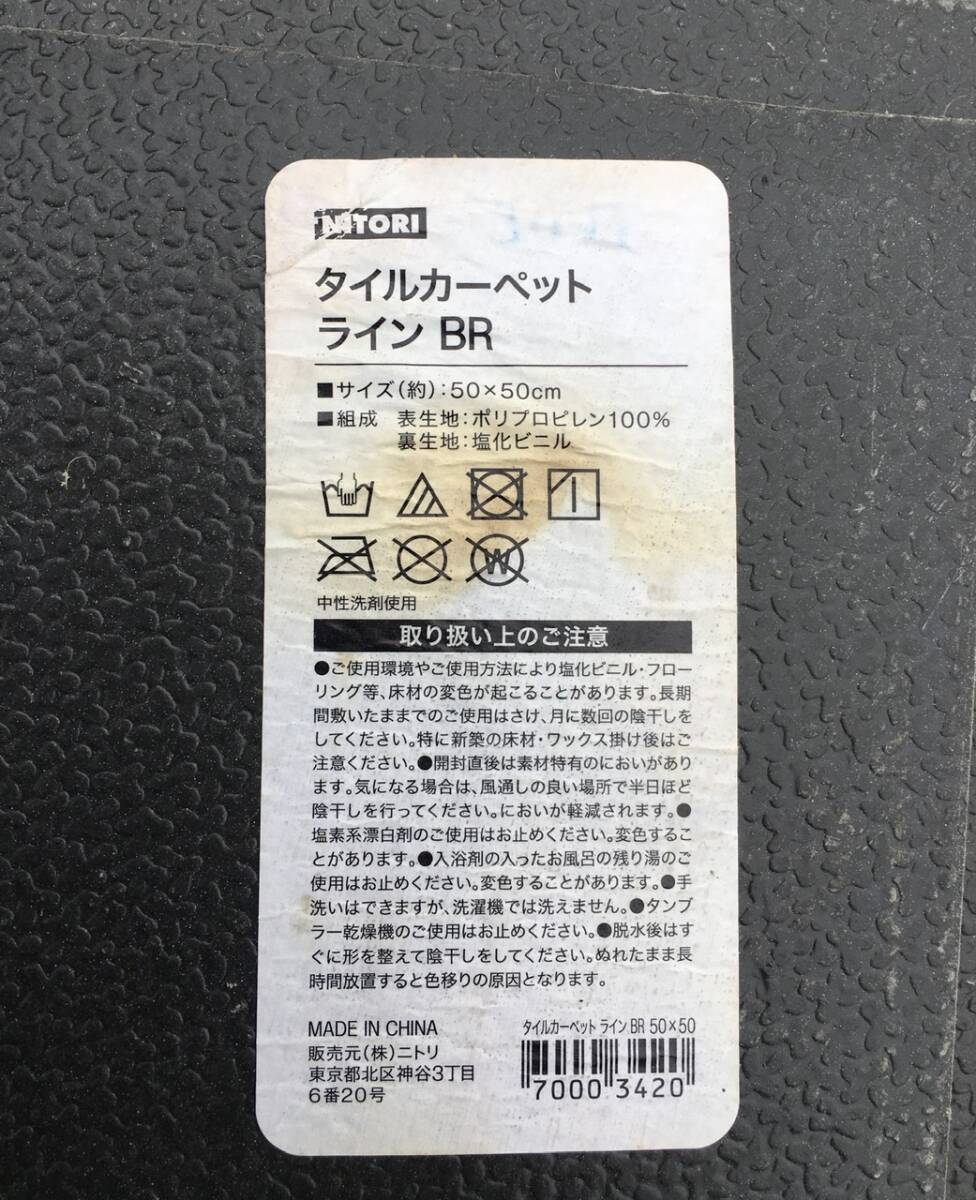 NITORI
タイルカーペット
ライン BR
■サイズ(約):50×50cm
■組成 表生地:ポリプロピレン100%
裏生地:塩化ビニル
W
中性洗剤使用
取り扱い上のご注意
●ご使用環境やご使用方法により塩化ビニル・フロー
リング等、床材の変色が起こることがあります。長期
間敷いたままでのご使用はさけ、月に数回の陰干しを
してください。特に新築の床材・ワックス掛け後はご
注意ください。●開封直後は素材特有のにおいがあり
ます。気になる場合は、風通しの良い場所で半日ほど
陰干しを行ってください。においが軽減されます。●
塩素系漂白剤のご使用はお止めください。変色するこ
とがあります。●入浴剤の入ったお風呂の残り湯のご
使用はお止めください。変色することがあります。●手
洗いはできますが、洗濯機では洗えません。●タンブ
ラー乾燥機のご使用はお止めください。●脱水後はす
ぐに形を整えて陰干しをしてください。ぬれたまま長
時間放置すると色移りの原因となります。
MADE IN CHINA
販売元(株)ニトリ
東京都北区神谷3丁目
6番20号
タイルカーペット ライン BR 50×50
7000 3420